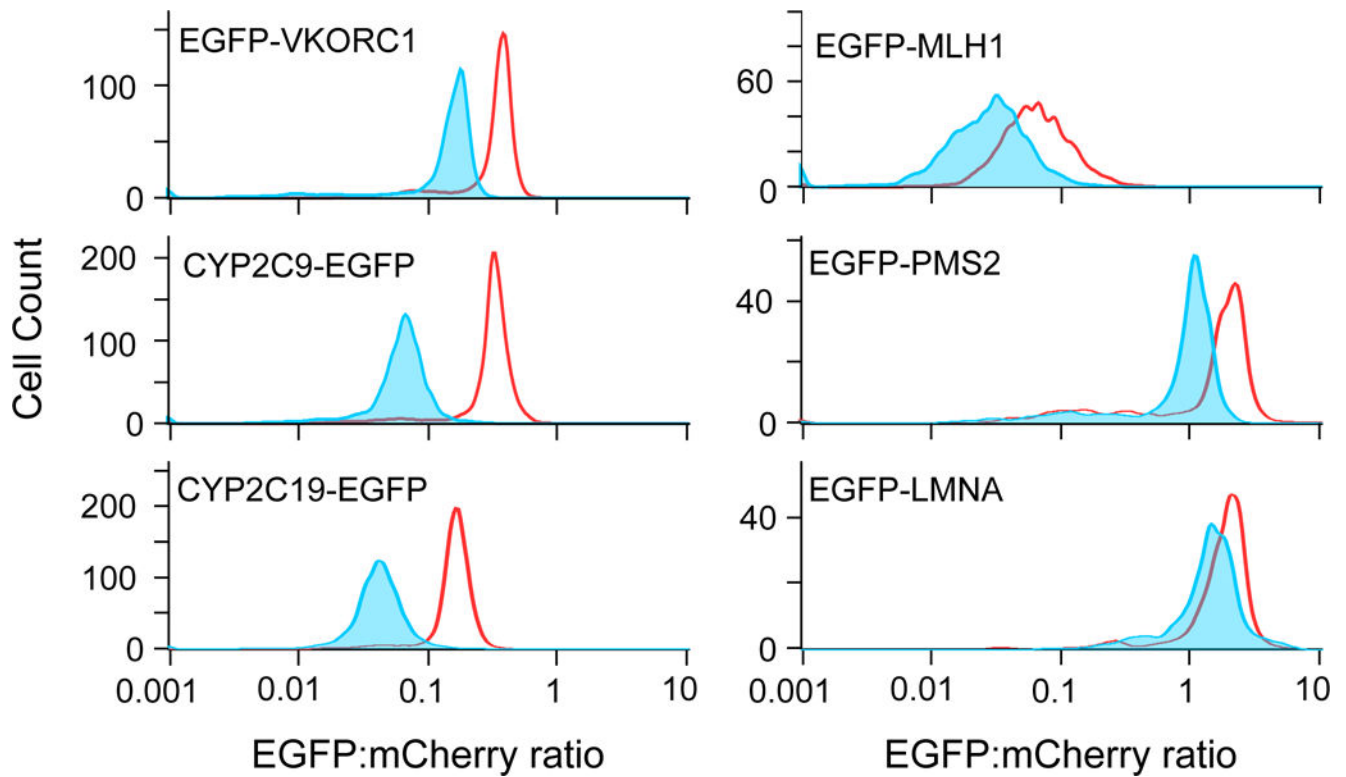 Cell Count
EGFP-VKORC1
100
0
CYP2C9-EGFP
200
100
0
CYP2C19-EGFP
200
100
0
0.001 0.01 0.1 1 10
EGFP:mCherry ratio
EGFP-MLH1
60
0
EGFP-PMS2
40
0
EGFP-LMNA
40
0
0.001 0.01 0.1 1 10
EGFP:mCherry ratio